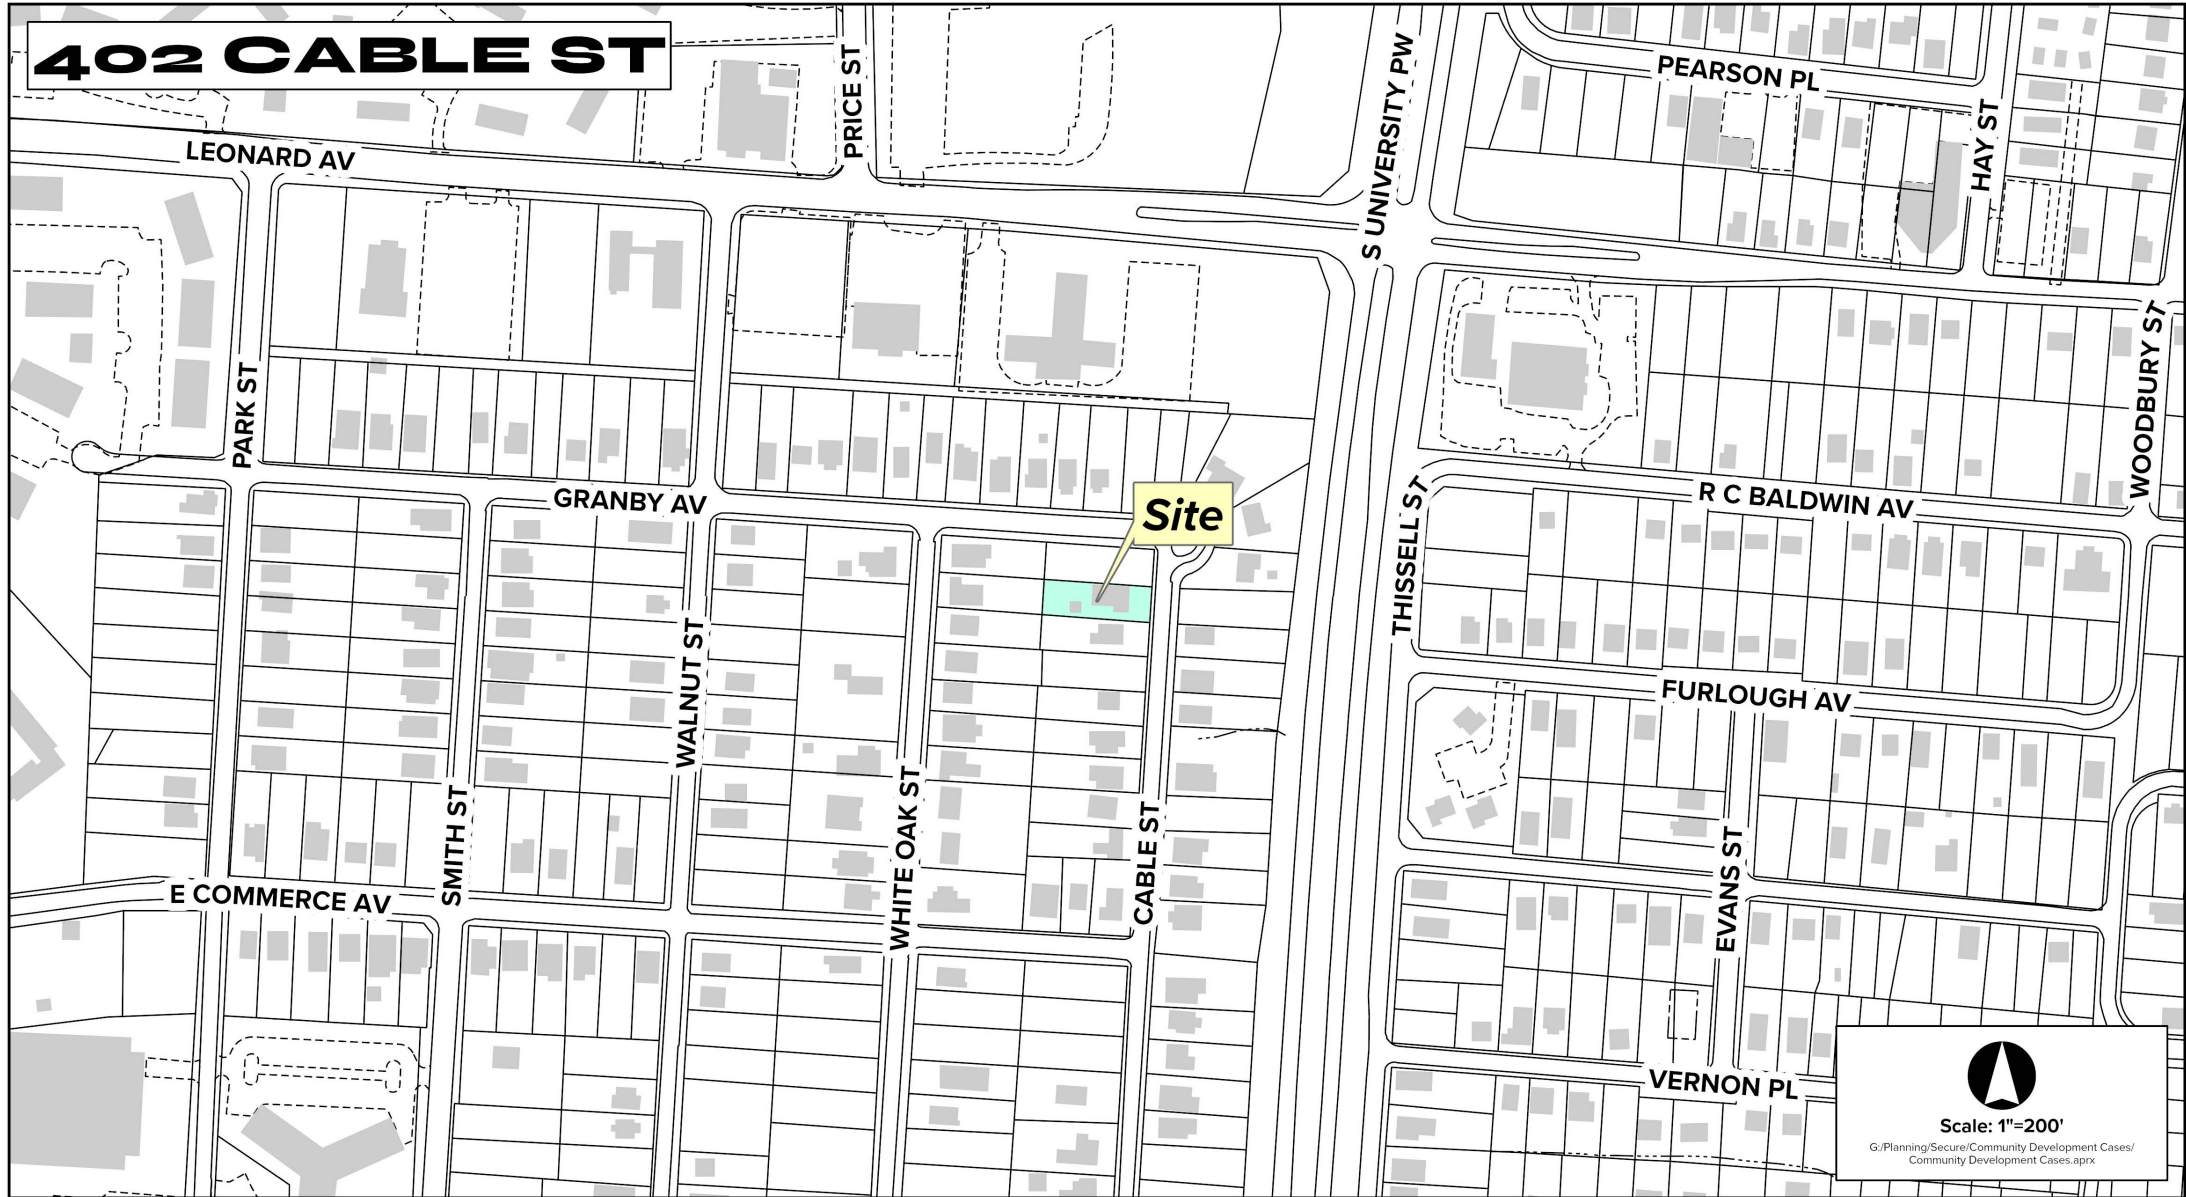 402 CABLE ST
PRICE ST
S UNIVERSITY PW
PEARSON PL
HAY ST
LEONARD AV
PARK ST
WOODBURY ST
GRANBY AV
Site
THISSELL ST
R C BALDWIN AV
WALNUT ST
FURLOUGH AV
SMITH ST
WHITE OAK ST
CABLE ST
EVANS ST
E COMMERCE AV
VERNON PL
Scale: 1"=200'
G:/Planning/Secure/Community Development Cases/
Community Development Cases.aprx